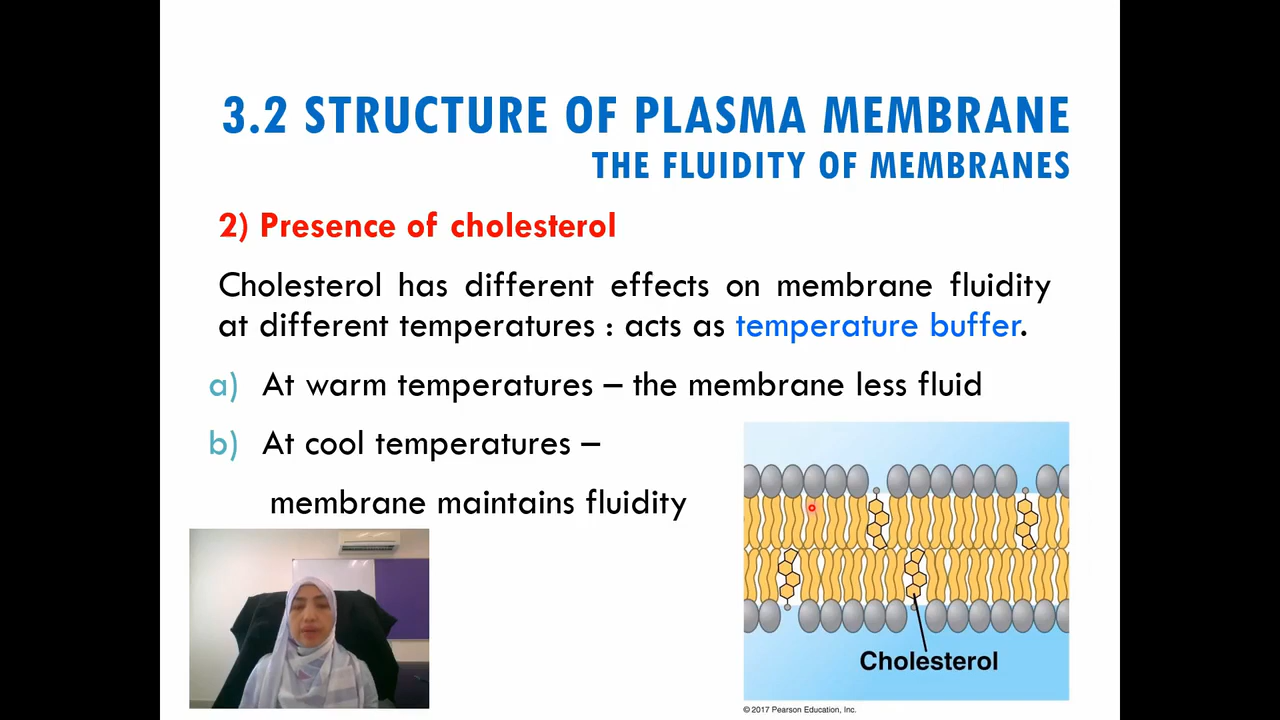 3.2 STRUCTURE OF PLASMA MEMBRANE
THE FLUIDITY OF MEMBRANES
2) Presence of cholesterol
Cholesterol has different effects on membrane fluidity
at different temperatures : acts as temperature buffer.
a) At warm temperatures – the membrane less fluid
b) At cool temperatures –
membrane maintains fluidity
Cholesterol
© 2017 Pearson Education, Inc.